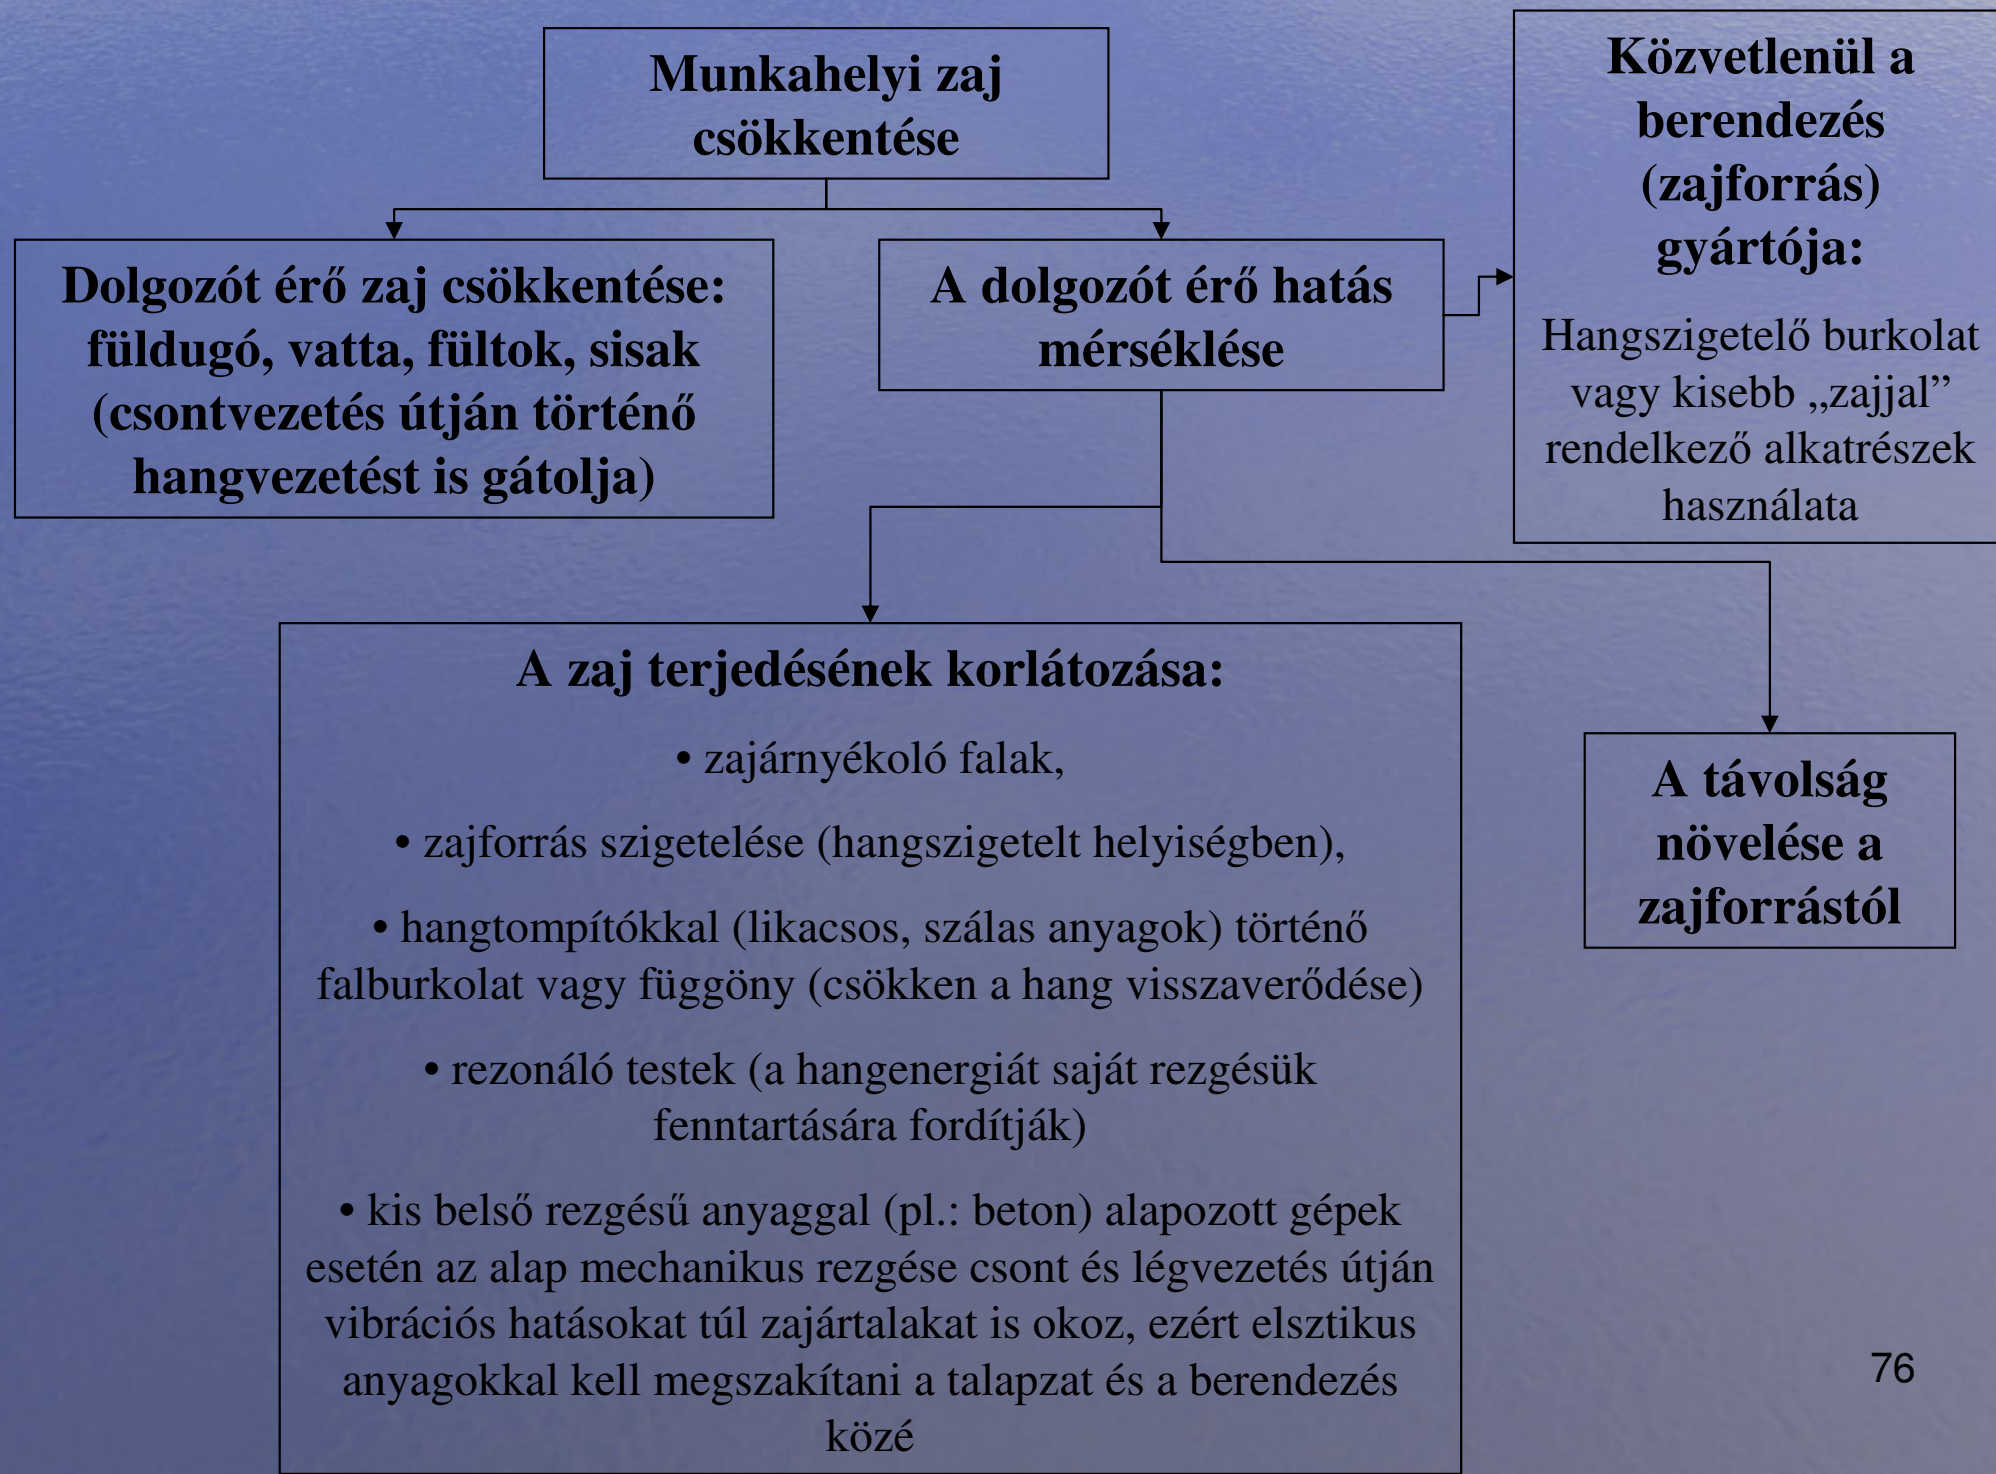 Munkahelyi zaj
csökkentése
Közvetlenül a
berendezés
(zajforrás)
gyártója:
Hangszigetelő burkolat
vagy kisebb „zajjal”
rendelkező alkatrészek
használata
Dolgozót érő zaj csökkentése:
füldugó, vatta, fültok, sisak
(csontvezetés útján történő
hangvezetést is gátolja)
A dolgozót érő hatás
mérséklése
A zaj terjedésének korlátozása:
• zajárnyékoló falak,
• zajforrás szigetelése (hangszigetelt helyiségben),
• hangtompítókkal (likacsos, szálas anyagok) történő
falburkolat vagy függöny (csökken a hang visszaverődése)
• rezonáló testek (a hangenergiát saját rezgésük
fenntartására fordítják)
• kis belső rezgésű anyaggal (pl.: beton) alapozott gépek
esetén az alap mechanikus rezgése csont és légvezetés útján
vibrációs hatásokat túl zajártalakat is okoz, ezért elsztikus
anyagokkal kell megszakítani a talapzat és a berendezés
közé
A távolság
növelése a
zajforrástól
76